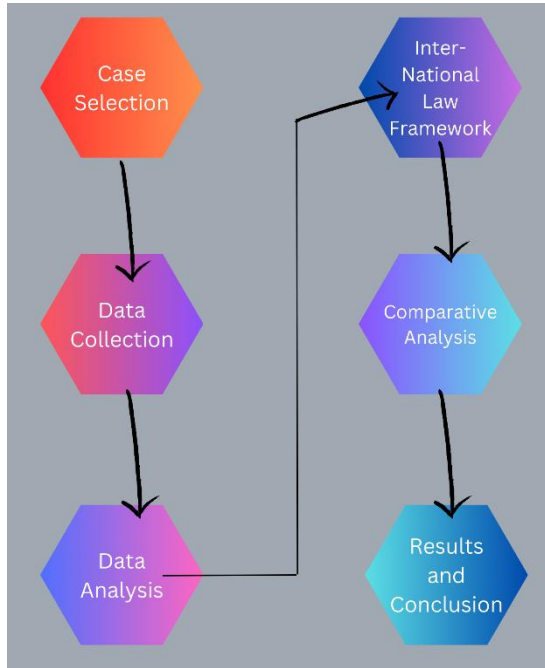 Case
Selection
Data
Collection
Data
Analysis
Inter-
National
Law
Framework
Comparative
Analysis
Results
and
Conclusion